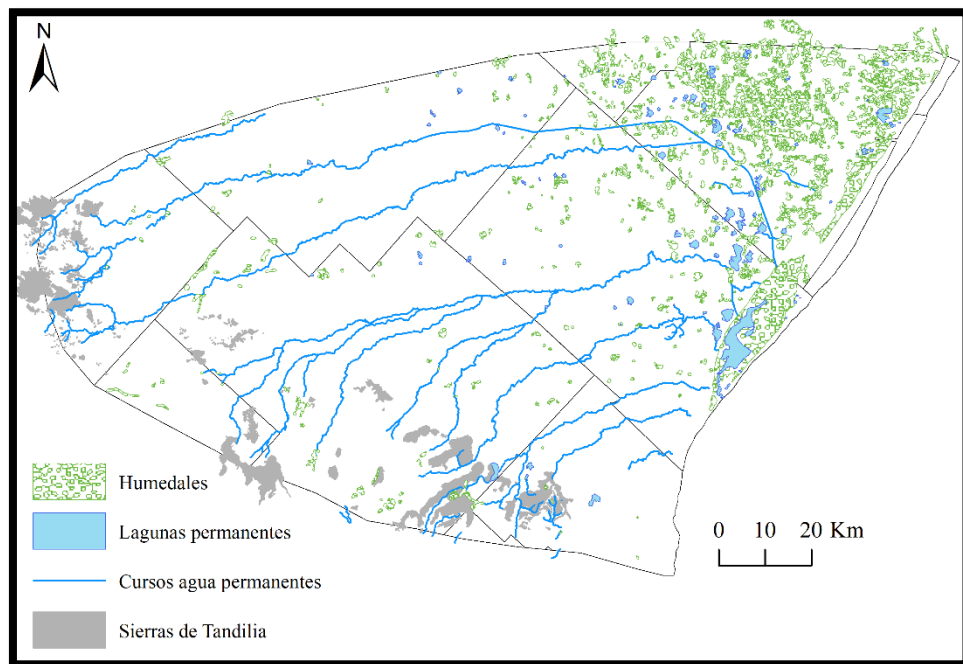 N
Humedales
Lagunas permanentes
Cursos agua permanentes
Sierras de Tandilia
0 10 20 Km